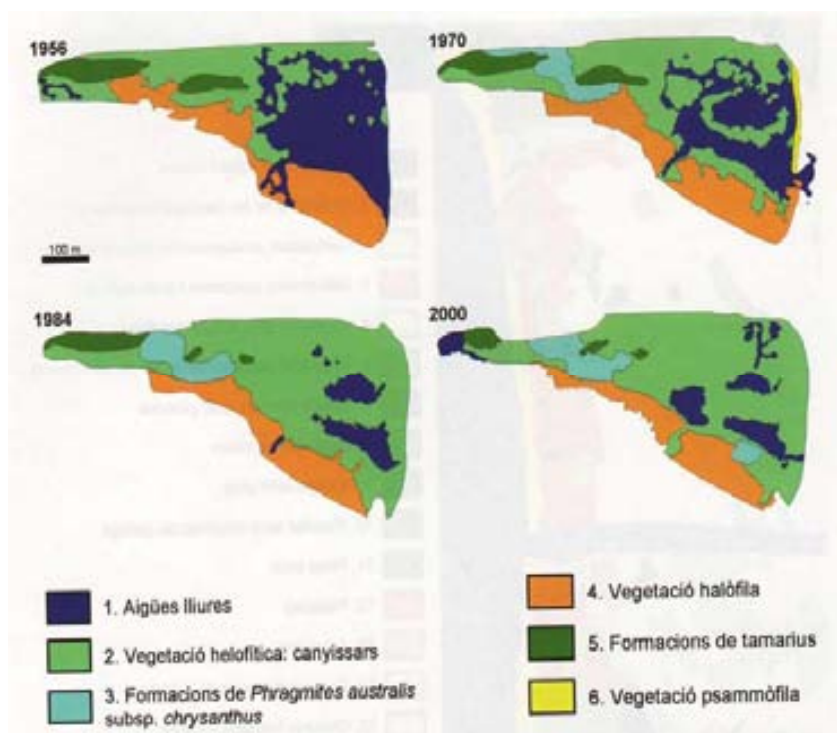 1956
1970
100 m
1984
2000
1. Aigües lliures
2. Vegetació helofítica: canyissars
3. Formacions de Phragmites australis
subsp. chrysanthus
4. Vegetació halòfila
5. Formacions de tamarius
6. Vegetació psammòfila